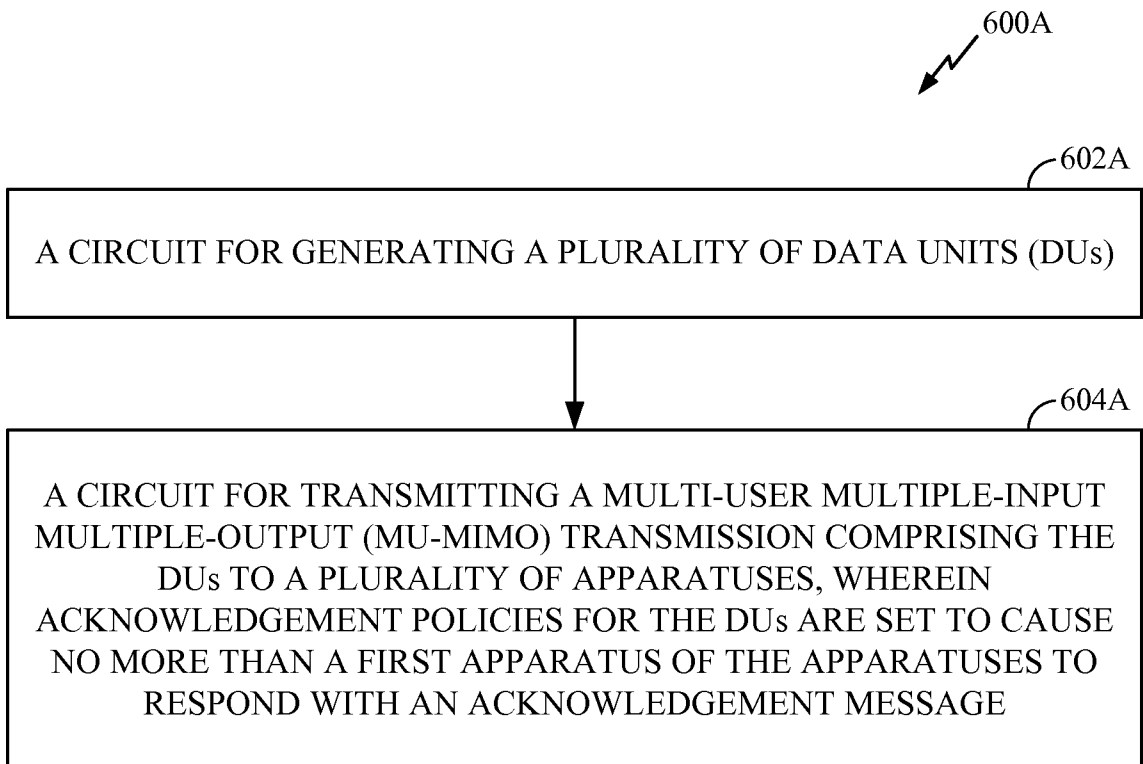 600A
602A
A CIRCUIT FOR GENERATING A PLURALITY OF DATA UNITS (DUs)
604A
A CIRCUIT FOR TRANSMITTING A MULTI-USER MULTIPLE-INPUT
MULTIPLE-OUTPUT (MU-MIMO) TRANSMISSION COMPRISING THE
DUs TO A PLURALITY OF APPARATUSES, WHEREIN
ACKNOWLEDGEMENT POLICIES FOR THE DUs ARE SET TO CAUSE
NO MORE THAN A FIRST APPARATUS OF THE APPARATUSES TO
RESPOND WITH AN ACKNOWLEDGEMENT MESSAGE